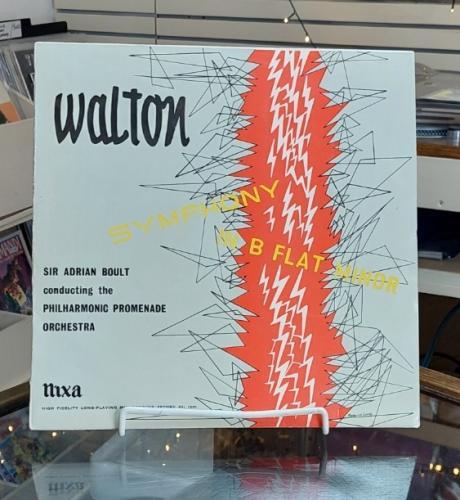 walton
SYMPHONY
IN B FLAT MINOR
SIR ADRIAN BOULT
conducting the
PHILHARMONIC PROMENADE
ORCHESTRA
nixa
HIGH FIDELITY LONG-PLAYING